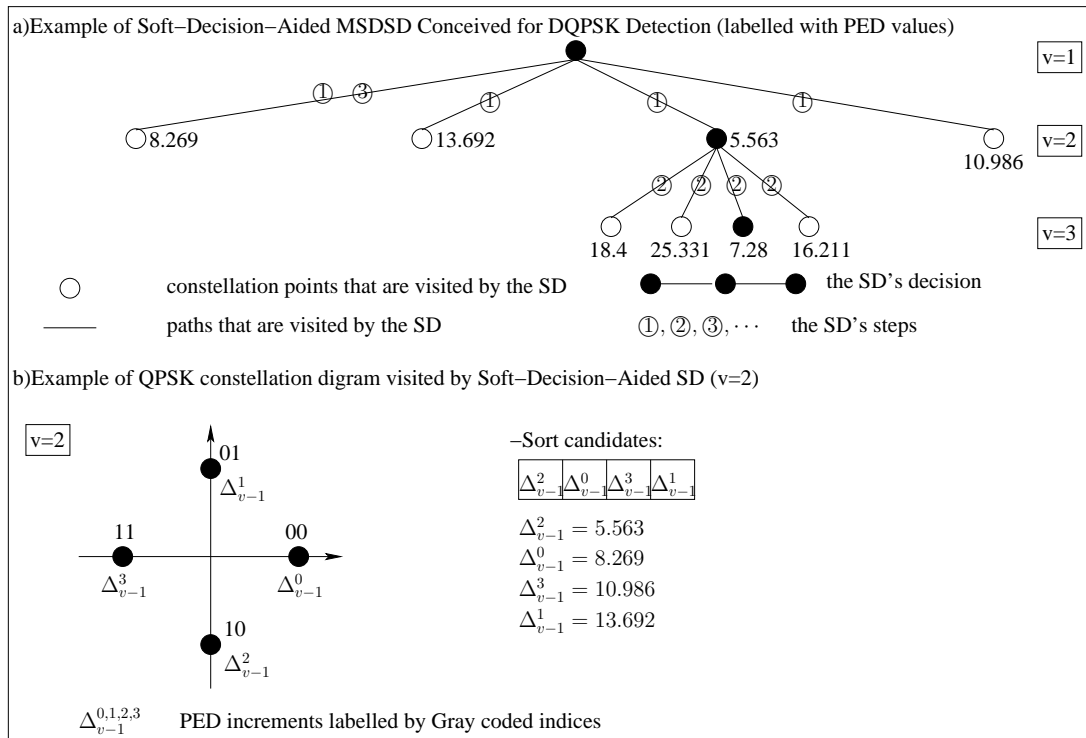 a)Example of Soft−Decision−Aided MSDSD Conceived for DQPSK Detection (labelled with PED values)
v=1
① ③ ① ① ①
8.269 13.692 5.563 10.986
v=2
② ② ② ②
18.4 25.331 7.28 16.211
v=3
constellation points that are visited by the SD
the SD's decision
paths that are visited by the SD
①, ②, ③, ··· the SD's steps
b)Example of QPSK constellation digram visited by Soft−Decision−Aided SD (v=2)
v=2
01
Δ^1_{v−1}
11
Δ^3_{v−1}
00
Δ^0_{v−1}
10
Δ^2_{v−1}
−Sort candidates:
Δ^2_{v−1} Δ^0_{v−1} Δ^3_{v−1} Δ^1_{v−1}
Δ^2_{v−1} = 5.563
Δ^0_{v−1} = 8.269
Δ^3_{v−1} = 10.986
Δ^1_{v−1} = 13.692
Δ^{0,1,2,3}_{v−1} PED increments labelled by Gray coded indices